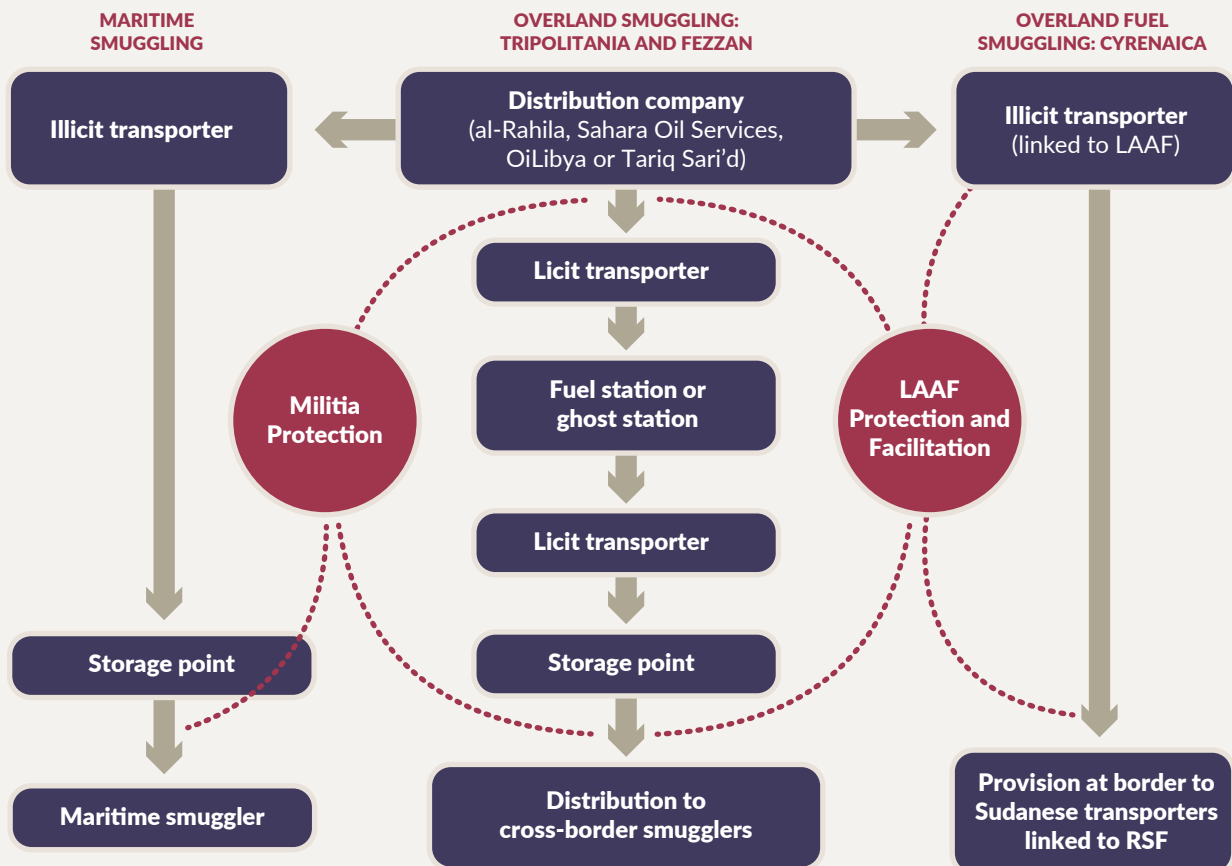 MARITIME
SMUGGLING
OVERLAND SMUGGLING:
TRIPOLITANIA AND FEZZAN
OVERLAND FUEL
SMUGGLING: CYRENAICA
Illicit transporter
Distribution company
(al-Rahila, Sahara Oil Services,
OiLibya or Tariq Sari’d)
Illicit transporter
(linked to LAAF)
Licit transporter
Fuel station or
ghost station
Militia
Protection
LAAF
Protection and
Facilitation
Licit transporter
Storage point
Storage point
Maritime smuggler
Distribution to
cross-border smugglers
Provision at border to
Sudanese transporters
linked to RSF